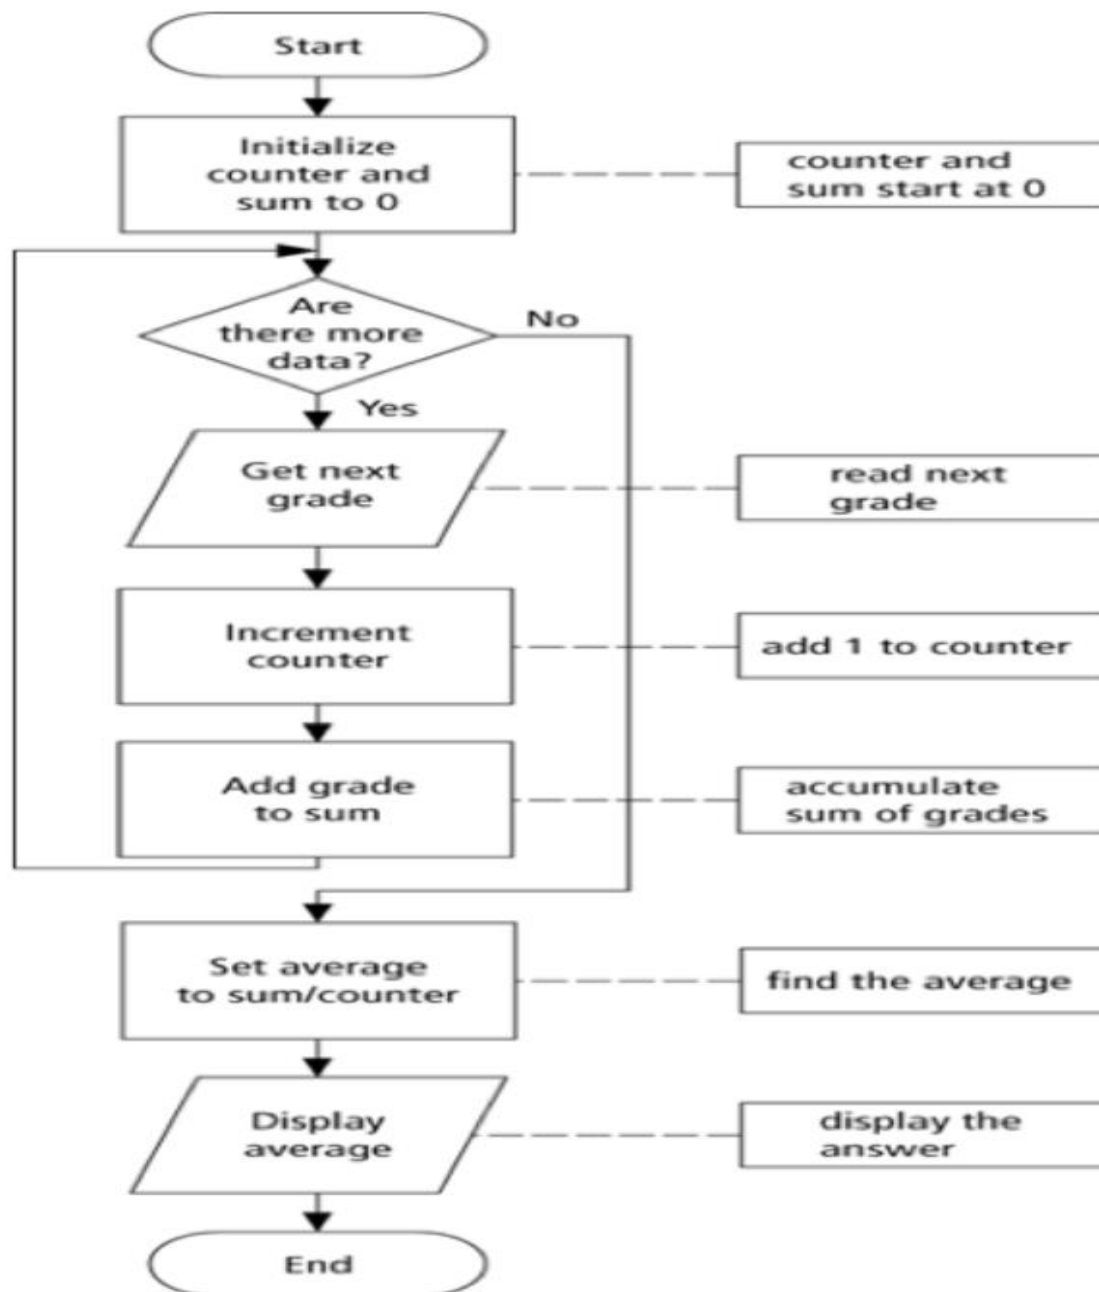 Start
Initialize
counter and
sum to 0
counter and
sum start at 0
Are
there more
data?
No
Yes
Get next
grade
read next
grade
Increment
counter
add 1 to counter
Add grade
to sum
accumulate
sum of grades
Set average
to sum/counter
find the average
Display
average
display the
answer
End